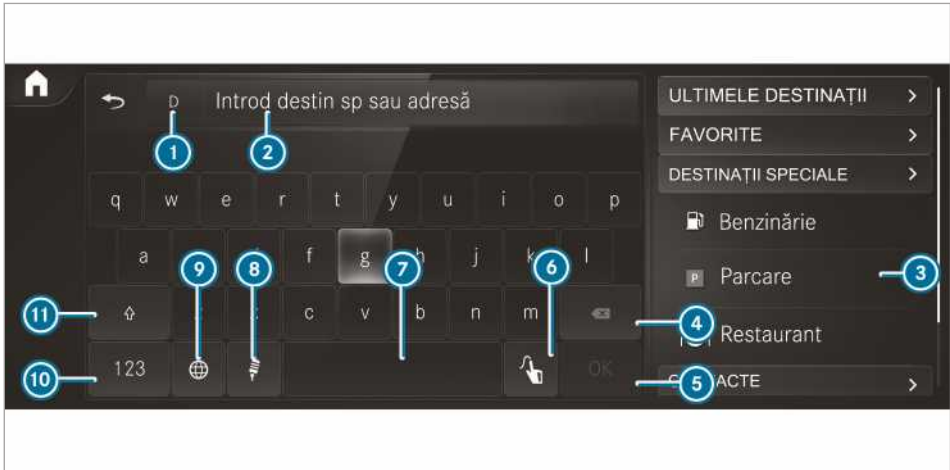 D Introd destin sp sau adresă
1 2
q w e r t y u i o p
a f g h j k l
9 8 7 6
c v b n m
11 4
123 OK
10 5
ULTIMELE DESTINAȚII >
FAVORITE >
DESTINAȚII SPECIALE >
Benzinărie
P Parcare
3
Restaurant
>